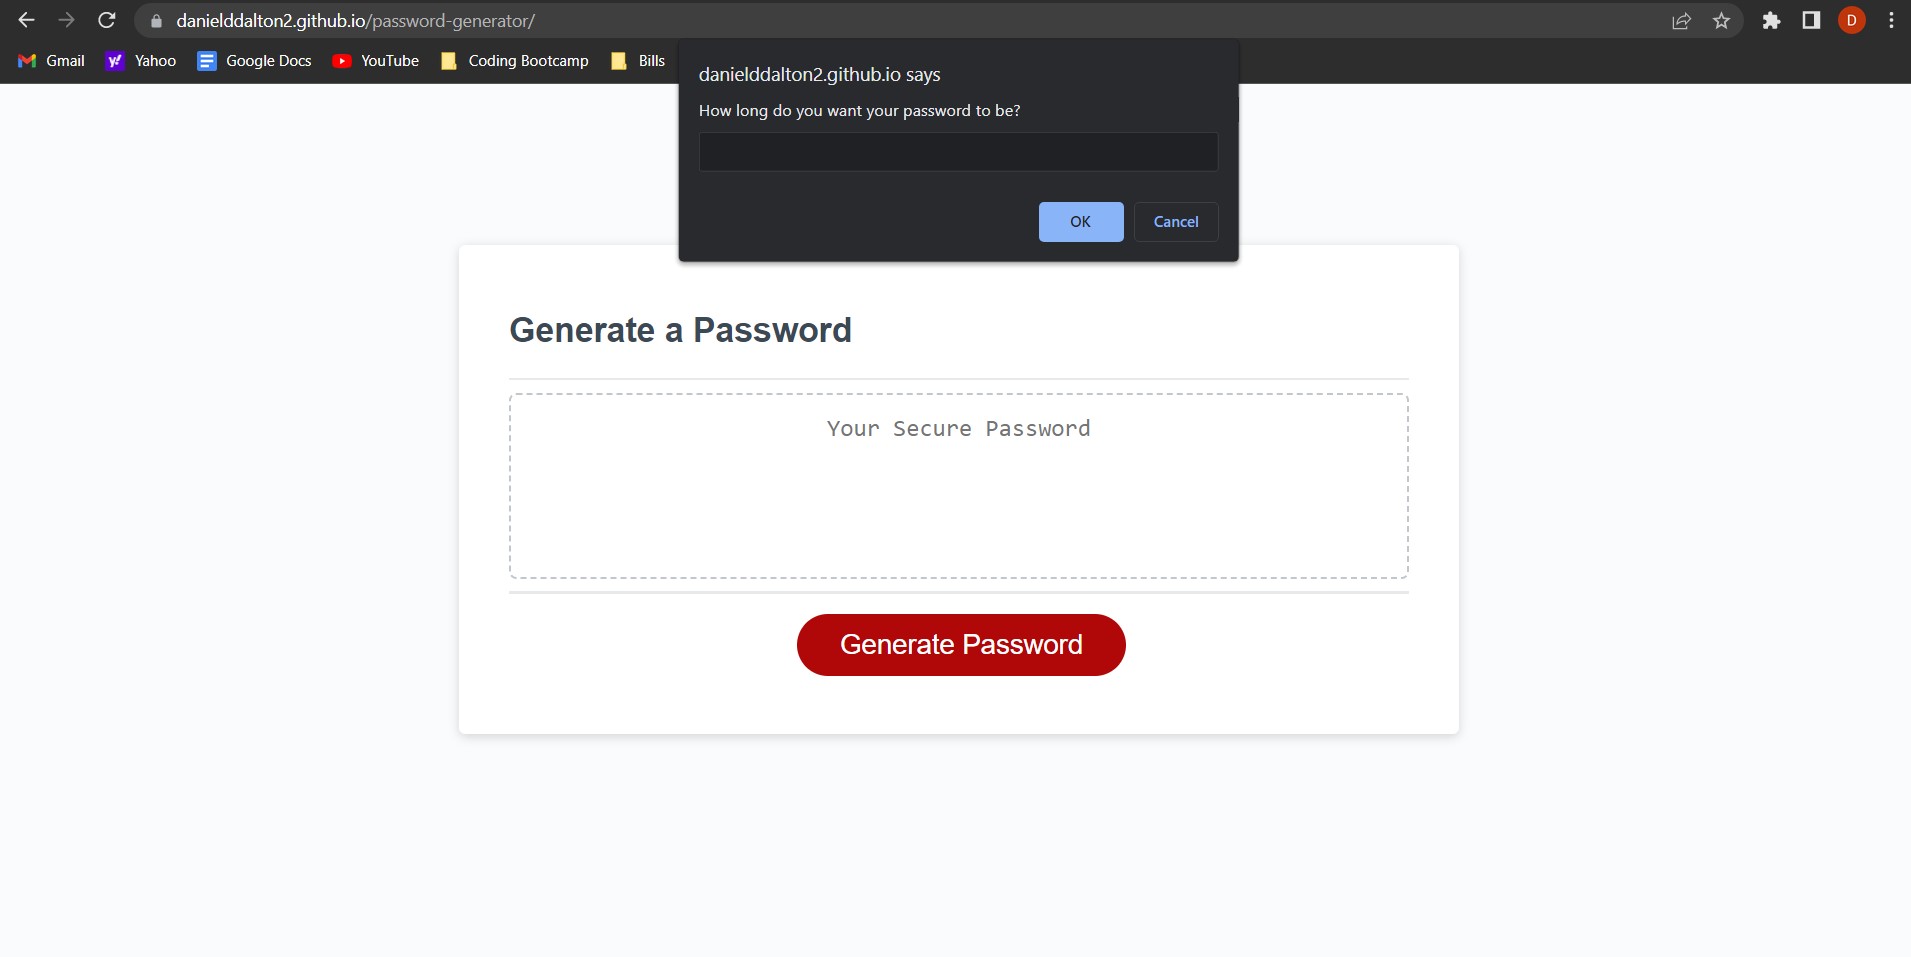 danielddalton2.github.io/password-generator/
D
Gmail Yahoo Google Docs YouTube Coding Bootcamp Bills
danielddalton2.github.io says
How long do you want your password to be?
OK Cancel
Generate a Password
Your Secure Password
Generate Password